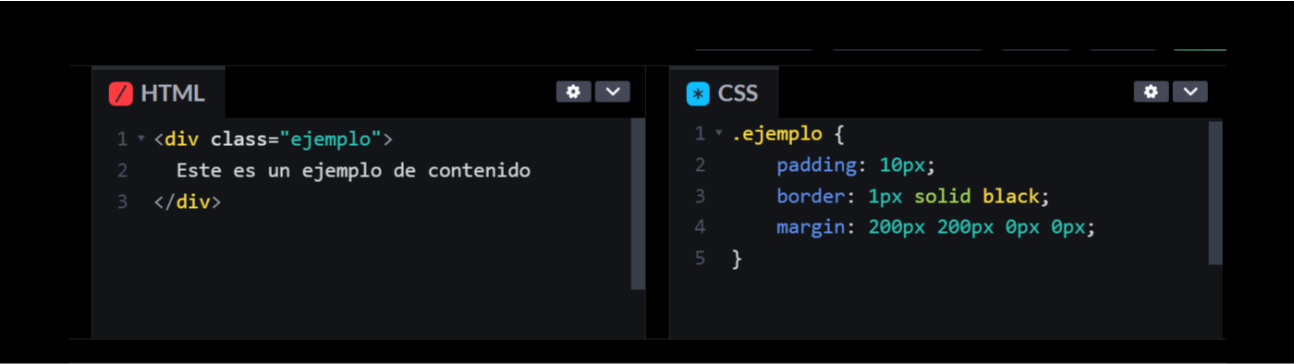 HTML
1 <div class="ejemplo">
2 Este es un ejemplo de contenido
3 </div>
CSS
1 .ejemplo {
2 padding: 10px;
3 border: 1px solid black;
4 margin: 200px 200px 0px 0px;
5 }